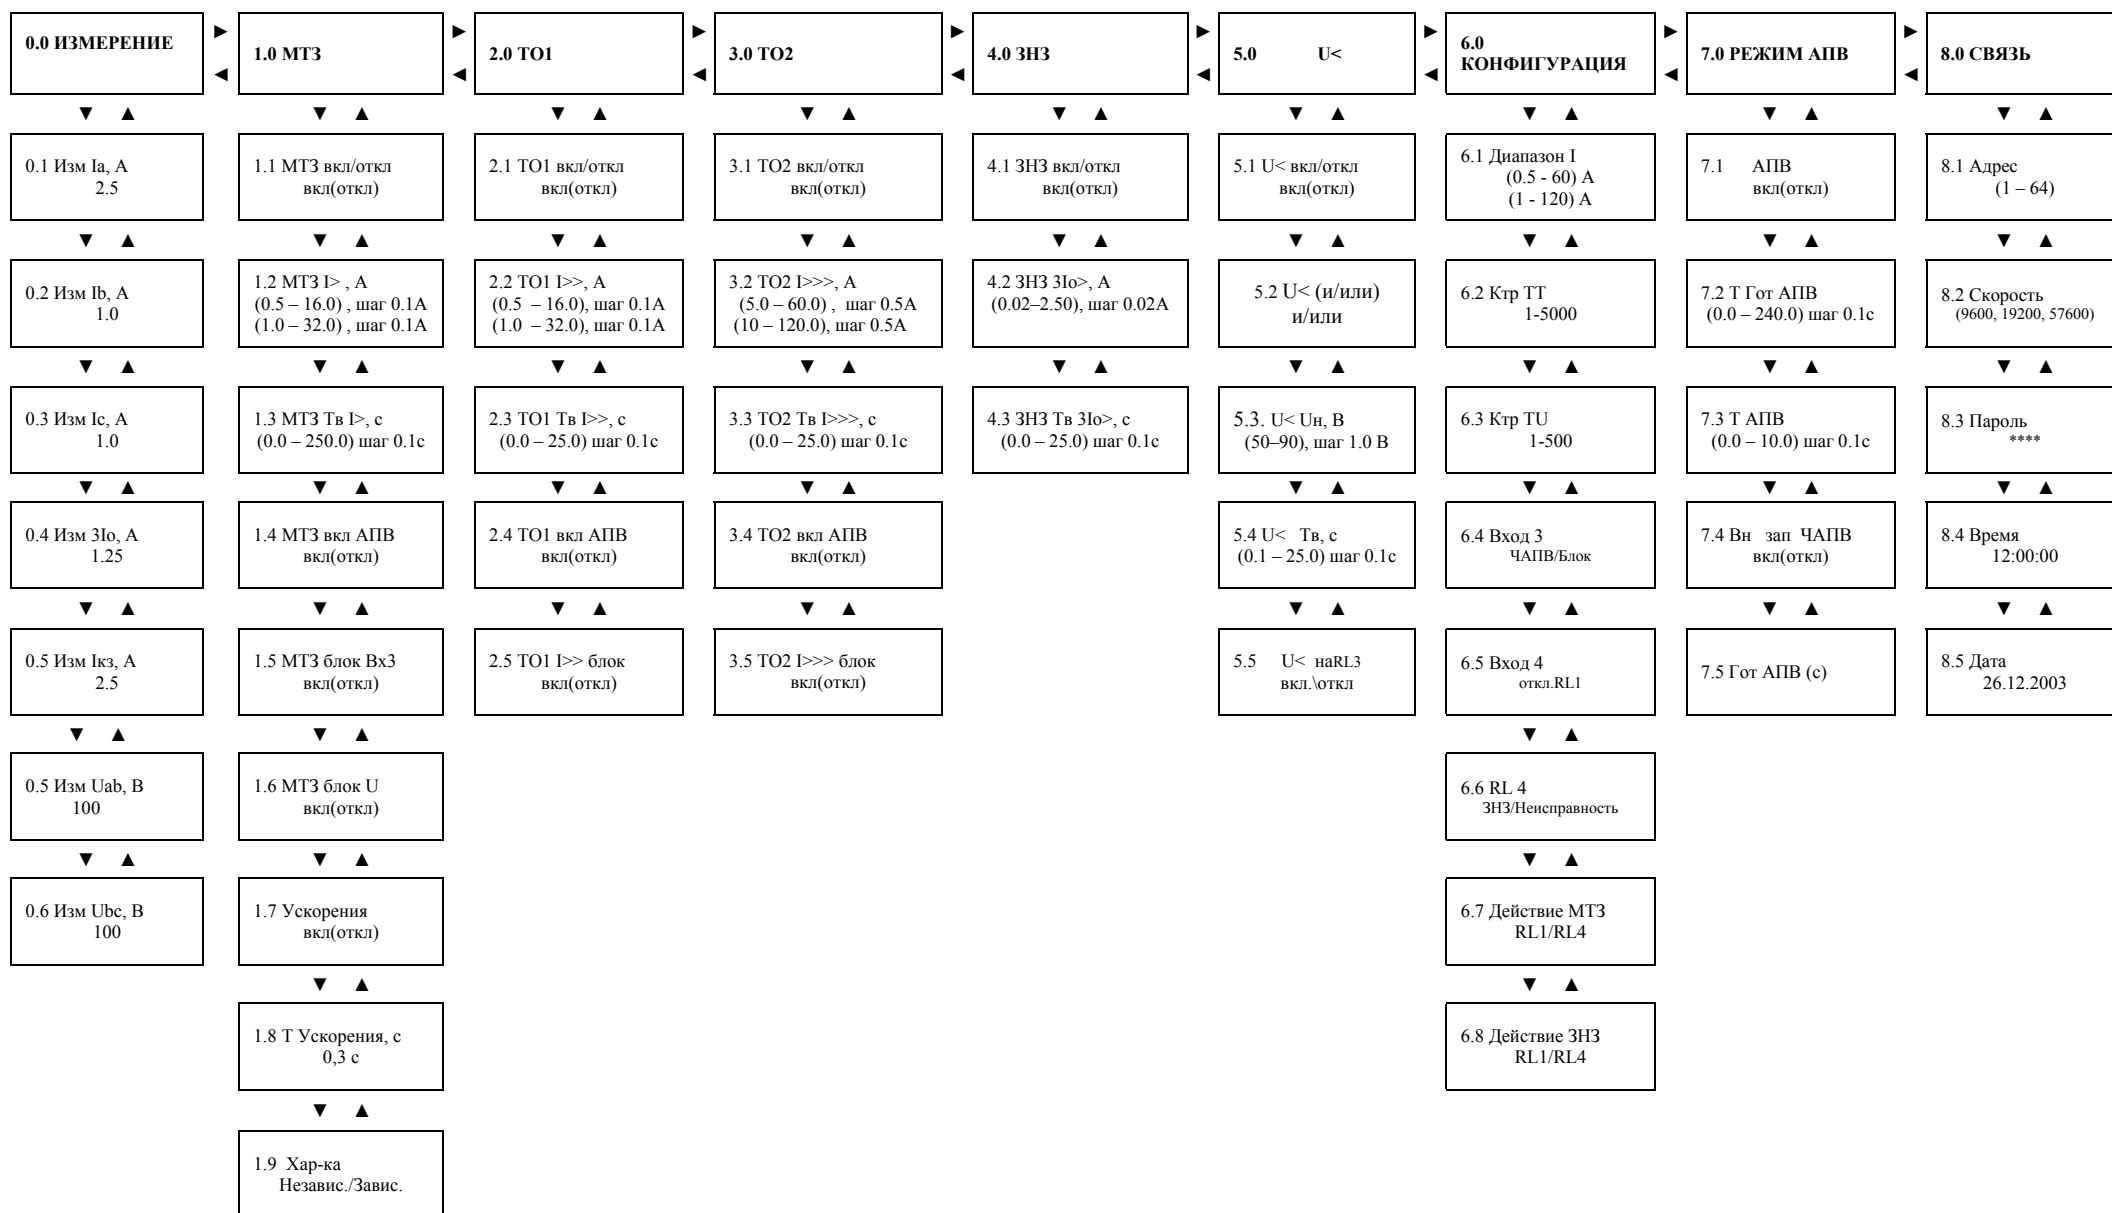 0.0 ИЗМЕРЕНИЕ
1.0 МТЗ
2.0 ТО1
3.0 ТО2
4.0 ЗНЗ
5.0 U<
6.0
КОНФИГУРАЦИЯ
7.0 РЕЖИМ АПВ
8.0 СВЯЗЬ
0.1 Изм Ia, А
2.5
1.1 МТЗ вкл/откл
вкл(откл)
2.1 ТО1 вкл/откл
вкл(откл)
3.1 ТО2 вкл/откл
вкл(откл)
4.1 ЗНЗ вкл/откл
вкл(откл)
5.1 U< вкл/откл
вкл(откл)
6.1 Диапазон I
(0.5 - 60) А
(1 - 120) А
7.1 АПВ
вкл(откл)
8.1 Адрес
(1 – 64)
0.2 Изм Ib, А
1.0
1.2 МТЗ I> , А
(0.5 – 16.0) , шаг 0.1А
(1.0 – 32.0) , шаг 0.1А
2.2 ТО1 I>>, А
(0.5 – 16.0), шаг 0.1А
(1.0 – 32.0), шаг 0.1А
3.2 ТО2 I>>>, А
(5.0 – 60.0) , шаг 0.5А
(10 – 120.0), шаг 0.5А
4.2 ЗНЗ 3Iо>, А
(0.02–2.50), шаг 0.02А
5.2 U< (и/или)
и/или
6.2 Ктр ТТ
1-5000
7.2 Т Гот АПВ
(0.0 – 240.0) шаг 0.1с
8.2 Скорость
(9600, 19200, 57600)
0.3 Изм Ic, А
1.0
1.3 МТЗ Тв I>, с
(0.0 – 250.0) шаг 0.1с
2.3 ТО1 Тв I>>, с
(0.0 – 25.0) шаг 0.1с
3.3 ТО2 Тв I>>>, с
(0.0 – 25.0) шаг 0.1с
4.3 ЗНЗ Тв 3Iо>, с
(0.0 – 25.0) шаг 0.1с
5.3. U< Uн, В
(50–90), шаг 1.0 В
6.3 Ктр TU
1-500
7.3 Т АПВ
(0.0 – 10.0) шаг 0.1с
8.3 Пароль
****
0.4 Изм 3Iо, А
1.25
1.4 МТЗ вкл АПВ
вкл(откл)
2.4 ТО1 вкл АПВ
вкл(откл)
3.4 ТО2 вкл АПВ
вкл(откл)
5.4 U< Тв, с
(0.1 – 25.0) шаг 0.1с
6.4 Вход 3
ЧАПВ/Блок
7.4 Вн зап ЧАПВ
вкл(откл)
8.4 Время
12:00:00
0.5 Изм Iкз, А
2.5
1.5 МТЗ блок Вх3
вкл(откл)
2.5 ТО1 I>> блок
вкл(откл)
3.5 ТО2 I>>> блок
вкл(откл)
5.5 U< наRL3
вкл.\откл
6.5 Вход 4
откл.RL1
7.5 Гот АПВ (с)
8.5 Дата
26.12.2003
0.5 Изм Uab, В
100
1.6 МТЗ блок U
вкл(откл)
6.6 RL 4
ЗНЗ/Неисправность
0.6 Изм Ubc, В
100
1.7 Ускорения
вкл(откл)
6.7 Действие МТЗ
RL1/RL4
1.8 Т Ускорения, с
0,3 с
6.8 Действие ЗНЗ
RL1/RL4
1.9 Хар-ка
Независ./Завис.